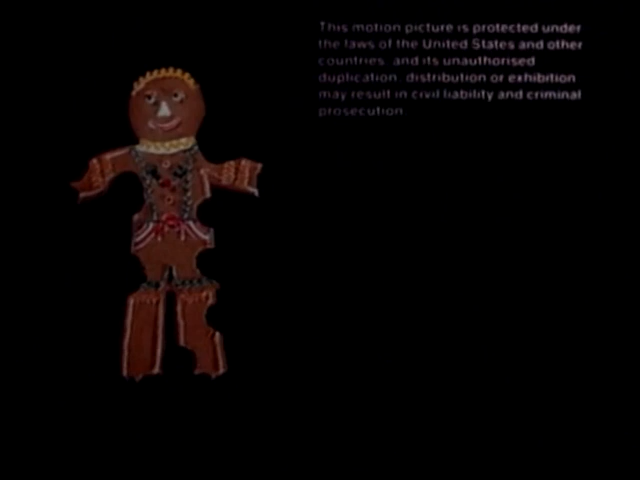 This motion picture is protected under
the laws of the United States and other
countries, and its unauthorised
duplication, distribution or exhibition
may result in civil liability and criminal
prosecution.